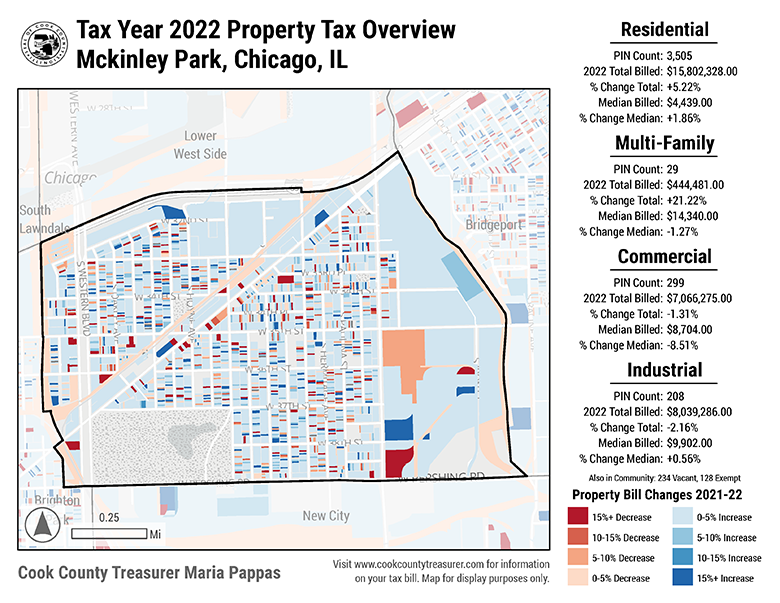 Tax Year 2022 Property Tax Overview
Mckinley Park, Chicago, IL
Residential
PIN Count: 3,505
2022 Total Billed: $15,802,328.00
% Change Total: +5.22%
Median Billed: $4,439.00
% Change Median: +1.86%
Multi-Family
PIN Count: 29
2022 Total Billed: $444,481.00
% Change Total: +21.22%
Median Billed: $14,340.00
% Change Median: -1.27%
Commercial
PIN Count: 299
2022 Total Billed: $7,066,275.00
% Change Total: -1.31%
Median Billed: $8,704.00
% Change Median: -8.51%
Industrial
PIN Count: 208
2022 Total Billed: $8,039,286.00
% Change Total: -2.16%
Median Billed: $9,902.00
% Change Median: +0.56%
Also in Community: 234 Vacant, 128 Exempt
Property Bill Changes 2021-22
15%+ Decrease
10-15% Decrease
5-10% Decrease
0-5% Decrease
0-5% Increase
5-10% Increase
10-15% Increase
15%+ Increase
W 28TH ST
WESTERN AVE
Lower
West Side
Chicago
South
Lawndale
Bridgeport
S WESTERN BLVD
W 34TH ST
W 36TH ST
W 37TH ST
W 38TH ST
W PERSHING RD
Brighton
New City
0.25
Mi
Cook County Treasurer Maria Pappas
Visit www.cookcountytreasurer.com for information
on your tax bill. Map for display purposes only.